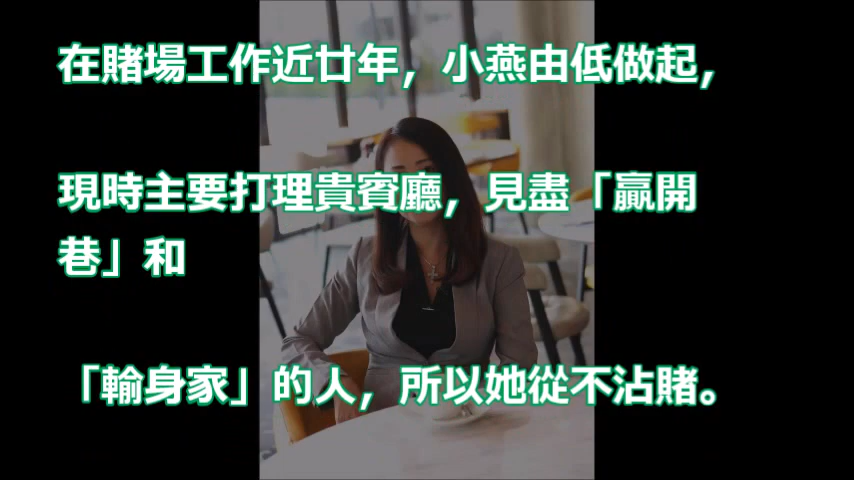 在賭場工作近廿年，小燕由低做起，
現時主要打理貴賓廳，見盡「贏開
巷」和
「輸身家」的人，所以她從不沾賭。